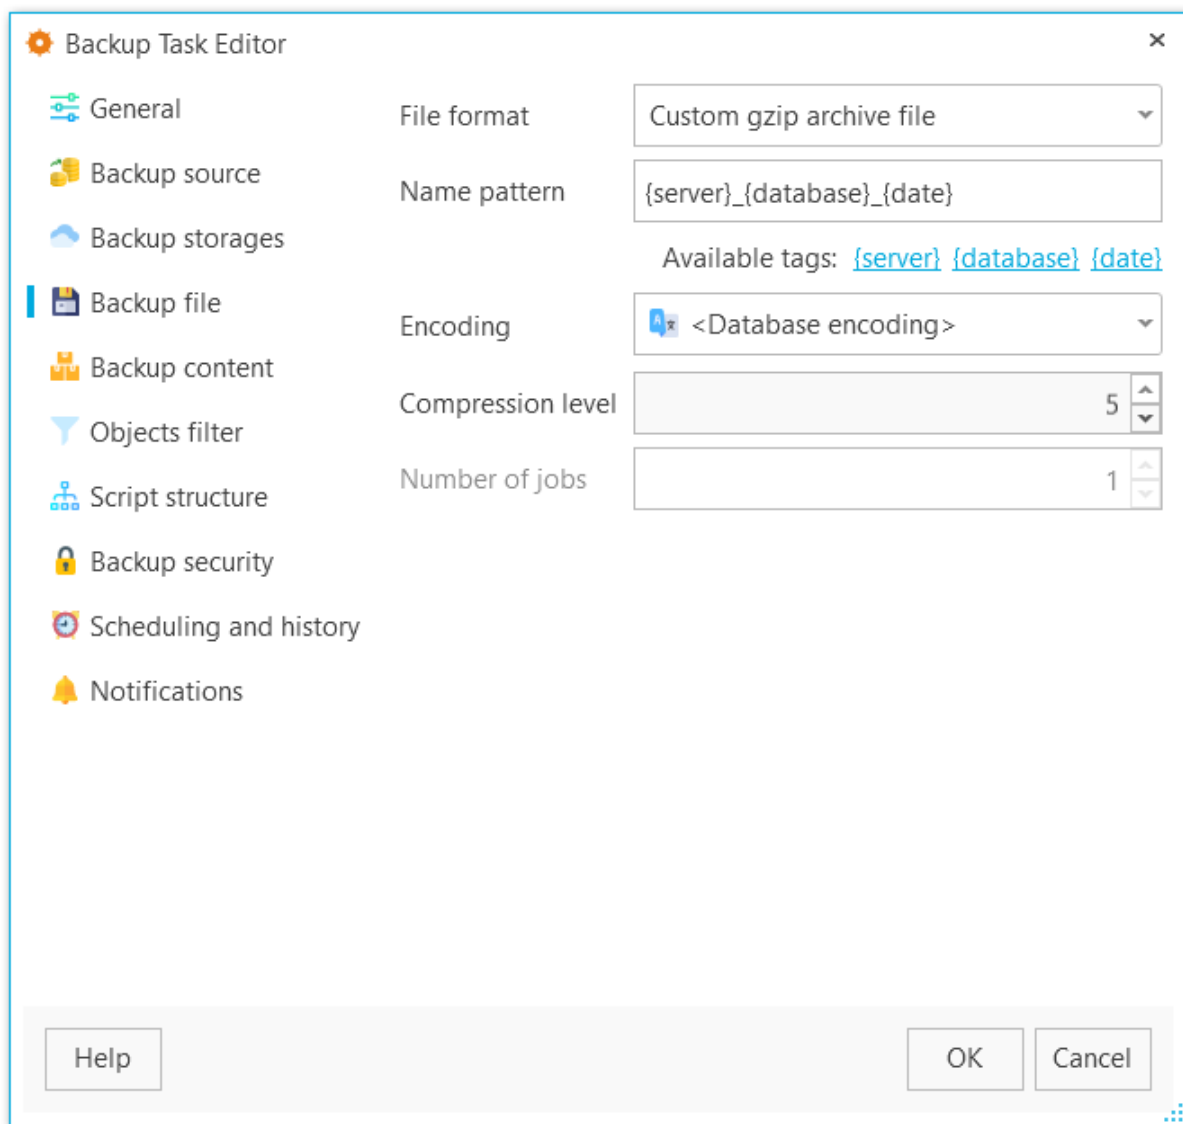 Backup Task Editor
General
Backup source
Backup storages
Backup file
Backup content
Objects filter
Script structure
Backup security
Scheduling and history
Notifications
File format
Custom gzip archive file
Name pattern
{server}_{database}_{date}
Available tags: {server} {database} {date}
Encoding
<Database encoding>
Compression level
5
Number of jobs
1
Help
OK
Cancel